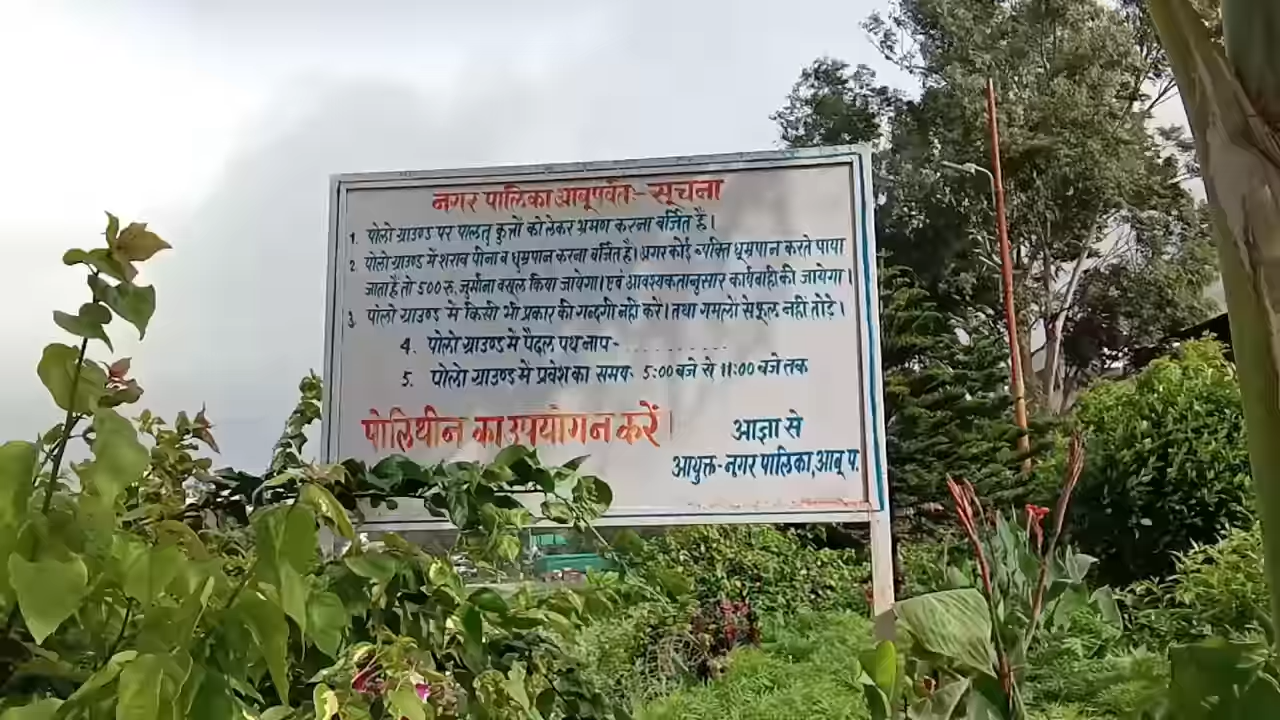 नगर पालिका आबूपर्वतः- सूचना
1. पोलो ग्राउण्ड पर पालतु कुत्तों को लेकर भ्रमण करना वर्जित है।
2. पोलो ग्राउण्ड में शराब पीना व धुम्रपान करना वर्जित है। अगर कोई व्यक्ति धूम्रपान करते पाया
जाता है तो 500 रु. जुर्माना वसूल किया जायेगा। एवं आवश्यकतानुसार कार्यवाही की जायेगा।
3. पोलो ग्राउण्ड में किसी भी प्रकार की गन्दगी नही करे। तथा गमलो से फूल नही तोड़े।
4. पोलो ग्राउण्ड में पैदल पथ नाप-
5. पोलो ग्राउण्ड में प्रवेश का समय- 5:00 बजे से 11:00 बजे तक
पोलिथीन का उपयोग न करें।
आज्ञा से
आयुक्त- नगर पालिका, आबू प.